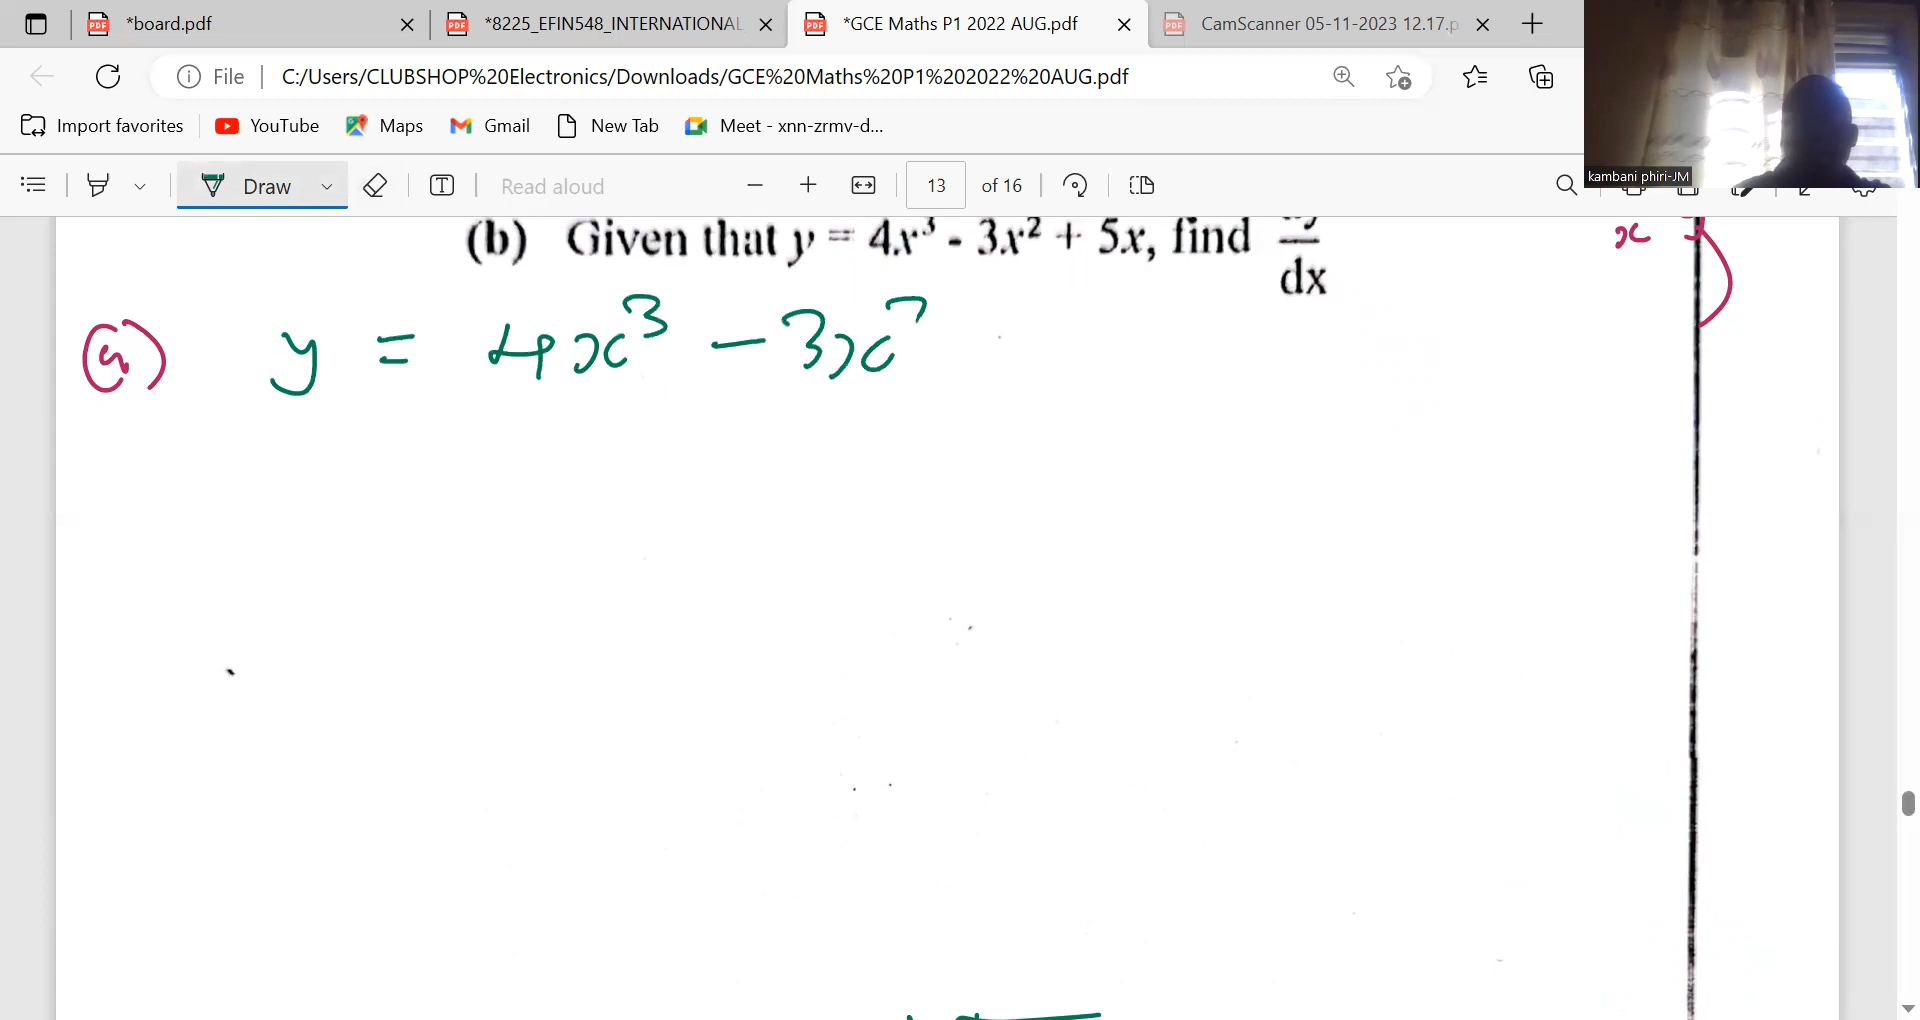 *board.pdf
*8225_EFIN548_INTERNATIONAL
*GCE Maths P1 2022 AUG.pdf
CamScanner 05-11-2023 12.17.p
File
C:/Users/CLUBSHOP%20Electronics/Downloads/GCE%20Maths%20P1%202022%20AUG.pdf
Import favorites
YouTube
Maps
Gmail
New Tab
Meet - xnn-zrmv-d...
kambani phiri-JM
Draw
Read aloud
13
of 16
(b) Given that y = 4x³ - 3x² + 5x, find dy/dx
x
y = 4x³ - 3x²